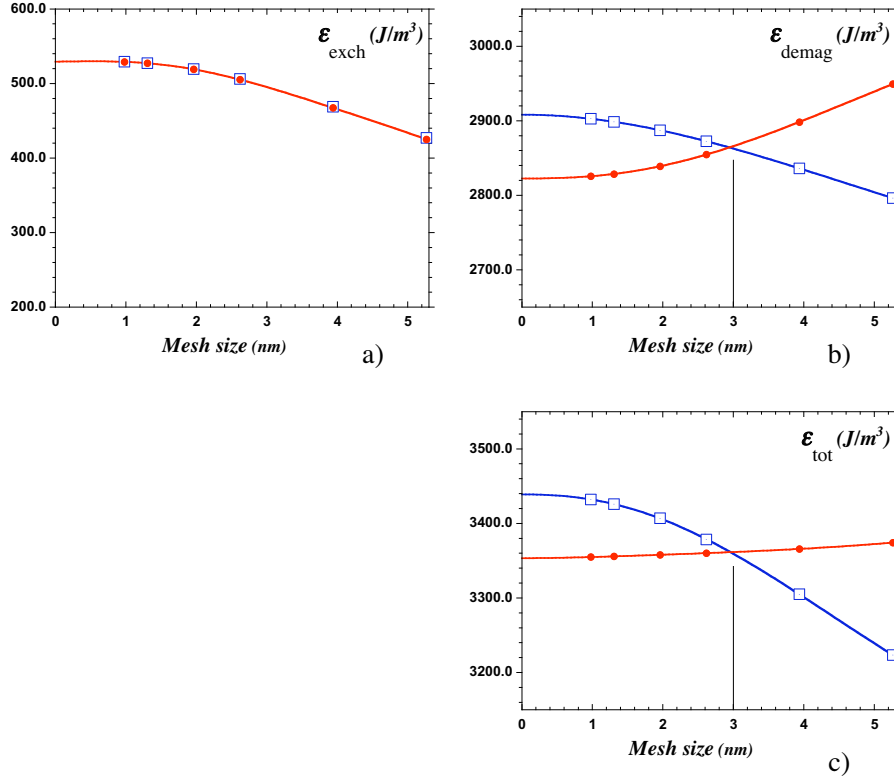 ε exch (J/m³)
600.0
500.0
400.0
300.0
200.0
0 1 2 3 4 5
Mesh size (nm)
a)
ε demag (J/m³)
3000.0
2900.0
2800.0
2700.0
0 1 2 3 4 5
Mesh size (nm)
b)
ε tot (J/m³)
3500.0
3400.0
3300.0
3200.0
0 1 2 3 4 5
Mesh size (nm)
c)